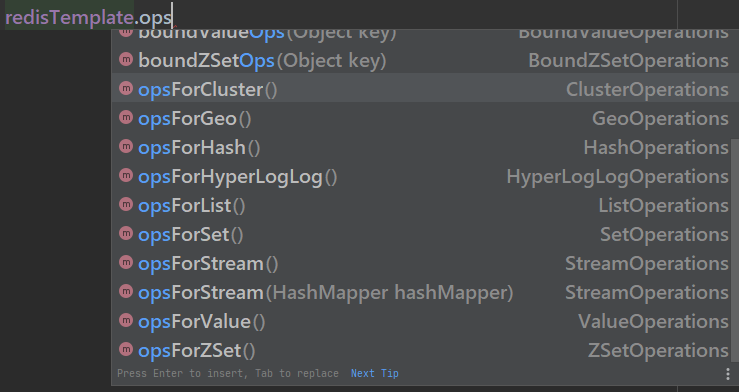 redisTemplate.ops
boundValueOps(Object key) BoundValueOperations
boundZSetOps(Object key) BoundZSetOperations
opsForCluster() ClusterOperations
opsForGeo() GeoOperations
opsForHash() HashOperations
opsForHyperLogLog() HyperLogLogOperations
opsForList() ListOperations
opsForSet() SetOperations
opsForStream() StreamOperations
opsForStream(HashMapper hashMapper) StreamOperations
opsForValue() ValueOperations
opsForZSet() ZSetOperations
Press Enter to insert, Tab to replace Next Tip